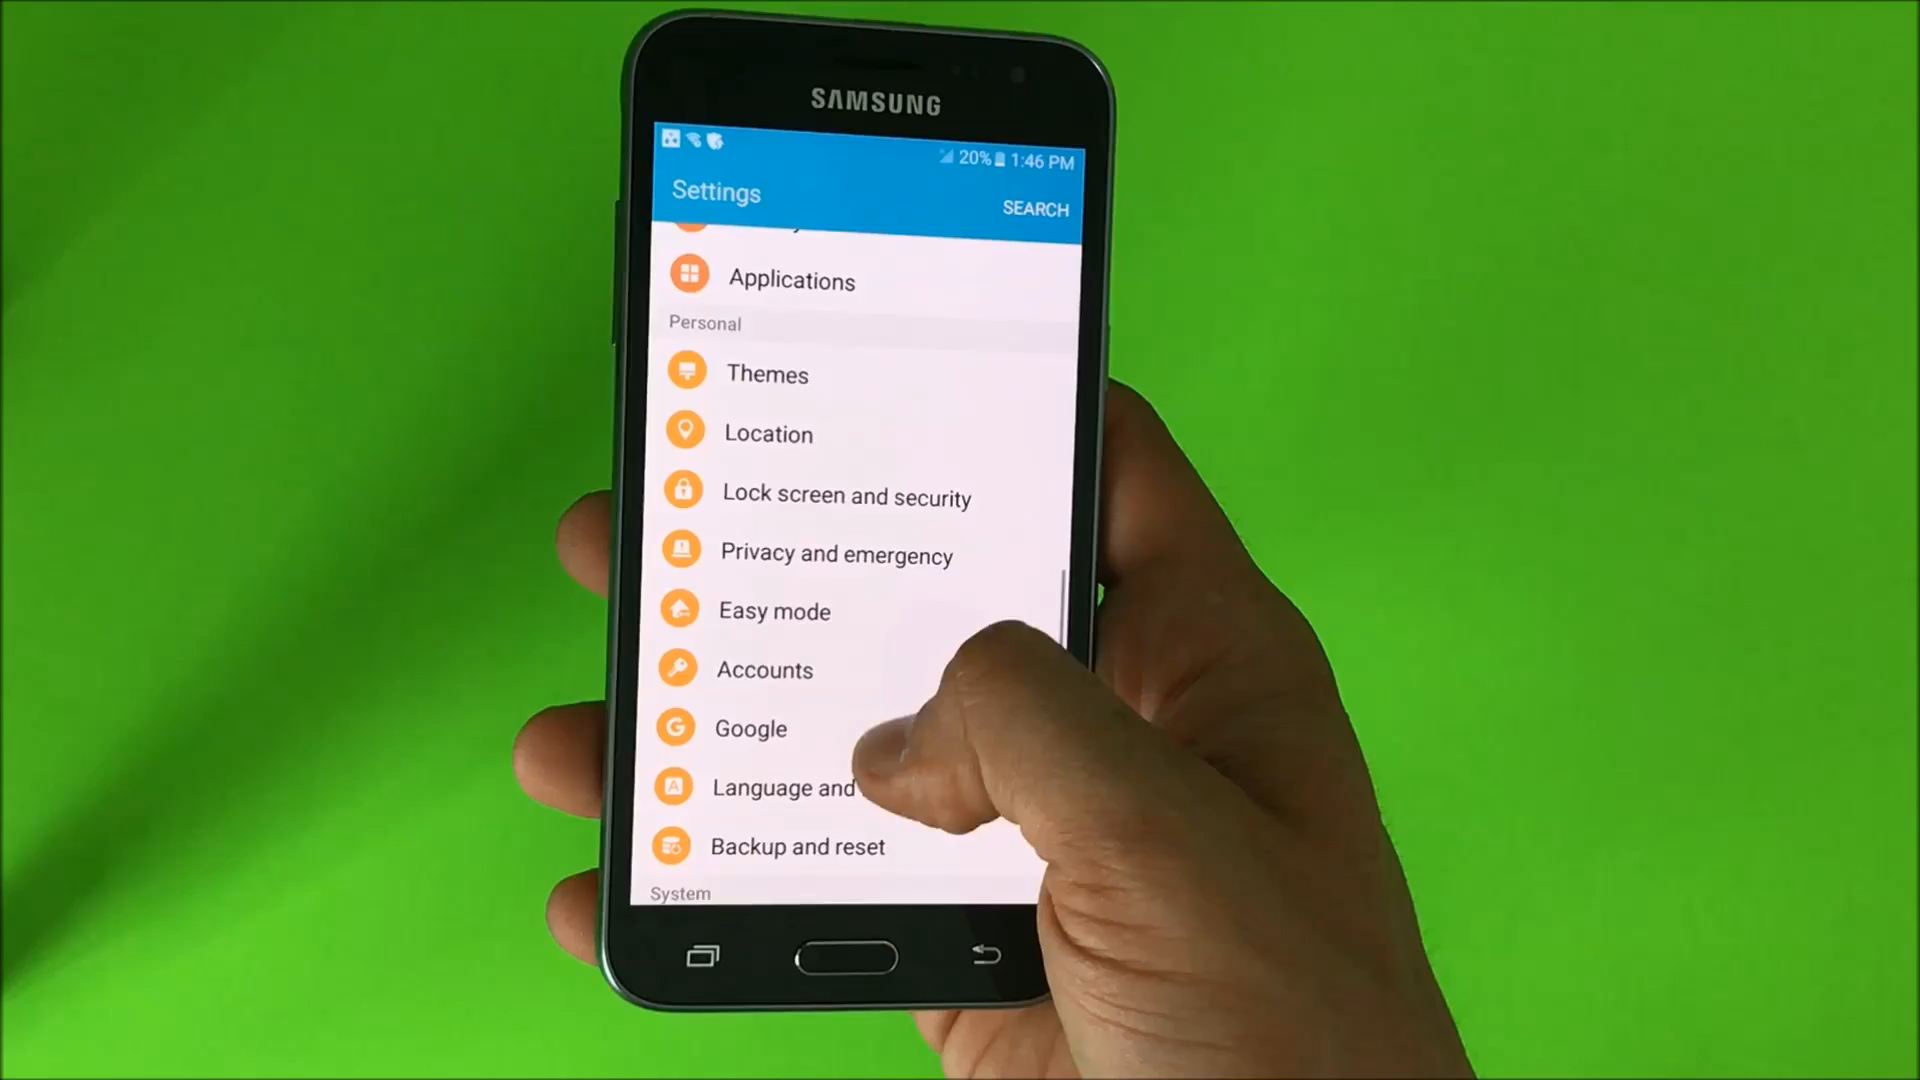 SAMSUNG
20% 1:46 PM
Settings
SEARCH
Applications
Personal
Themes
Location
Lock screen and security
Privacy and emergency
Easy mode
Accounts
Google
Language and
Backup and reset
System